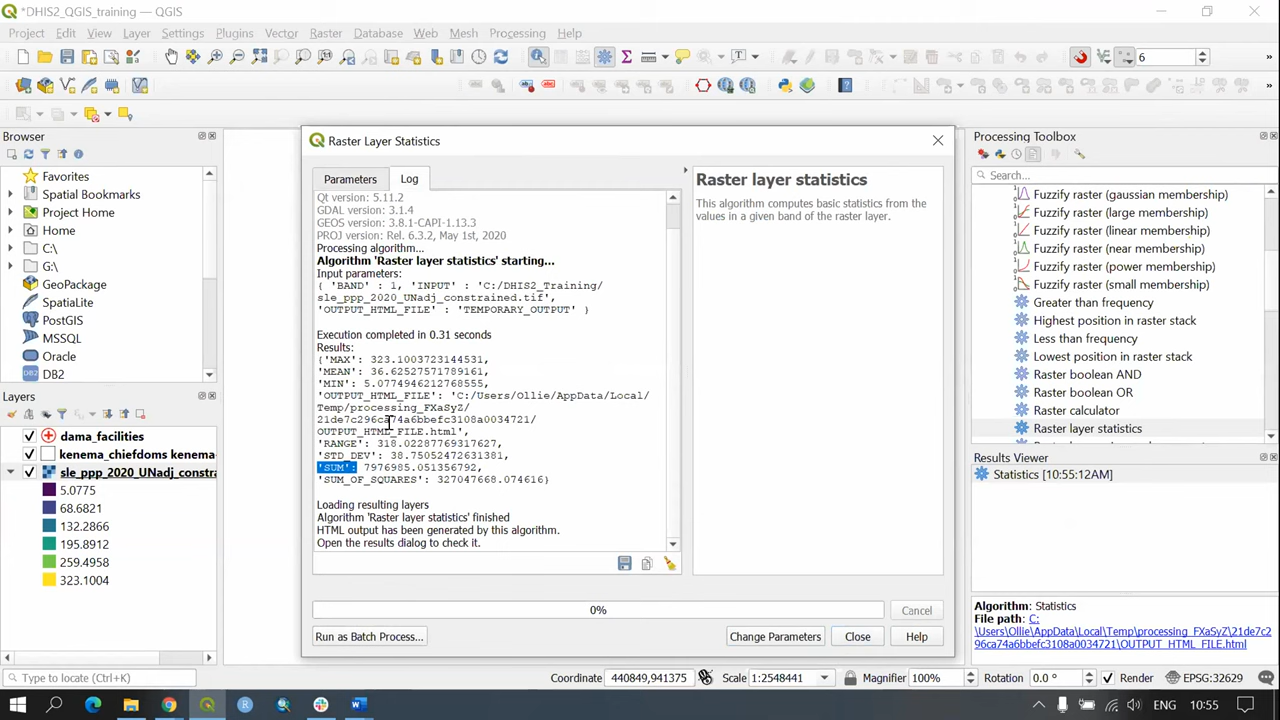 *DHIS2_QGIS_training — QGIS
Project Edit View Layer Settings Plugins Vector Raster Database Web Mesh Processing Help
6
Browser
Favorites
Spatial Bookmarks
Project Home
Home
C:\
G:\
GeoPackage
SpatiaLite
PostGIS
MSSQL
Oracle
DB2
Layers
dama_facilities
kenema_chiefdoms kenema
sle_ppp_2020_UNadj_constra
5.0775
68.6821
132.2866
195.8912
259.4958
323.1004
Raster Layer Statistics
Parameters Log
Qt version: 5.11.2
GDAL version: 3.1.4
GEOS version: 3.8.1-CAPI-1.13.3
PROJ version: Rel. 6.3.2, May 1st, 2020
Processing algorithm...
Algorithm 'Raster layer statistics' starting...
Input parameters:
{ 'BAND' : 1, 'INPUT' : 'C:/DHIS2_Training/
sle_ppp_2020_UNadj_constrained.tif',
'OUTPUT_HTML_FILE' : 'TEMPORARY_OUTPUT' }
Execution completed in 0.31 seconds
Results:
{'MAX': 323.1003723144531,
'MEAN': 36.62527571789161,
'MIN': 5.0774946212768555,
'OUTPUT_HTML_FILE': 'C:/Users/Ollie/AppData/Local/
Temp/processing_FXaSyZ/
21de7c296ca74a6bbefc3108a0034721/
OUTPUT_HTML_FILE.html',
'RANGE': 318.02287769317627,
'STD_DEV': 38.75052472631381,
'SUM': 7976985.051356792,
'SUM_OF_SQUARES': 327047668.074616}
Loading resulting layers
Algorithm 'Raster layer statistics' finished
HTML output has been generated by this algorithm.
Open the results dialog to check it.
Raster layer statistics
This algorithm computes basic statistics from the
values in a given band of the raster layer.
0%
Cancel
Run as Batch Process...
Change Parameters
Close
Help
Processing Toolbox
Search...
Fuzzify raster (gaussian membership)
Fuzzify raster (large membership)
Fuzzify raster (linear membership)
Fuzzify raster (near membership)
Fuzzify raster (power membership)
Fuzzify raster (small membership)
Greater than frequency
Highest position in raster stack
Less than frequency
Lowest position in raster stack
Raster boolean AND
Raster boolean OR
Raster calculator
Raster layer statistics
Results Viewer
Statistics [10:55:12AM]
Algorithm: Statistics
File path: C:
\Users\Ollie\AppData\Local\Temp\processing_FXaSyZ\21de7c2
96ca74a6bbefc3108a0034721\OUTPUT_HTML_FILE.html
Type to locate (Ctrl+K)
Coordinate 440849,941375 Scale 1:2548441 Magnifier 100% Rotation 0.0 ° Render EPSG:32629
ENG 10:55